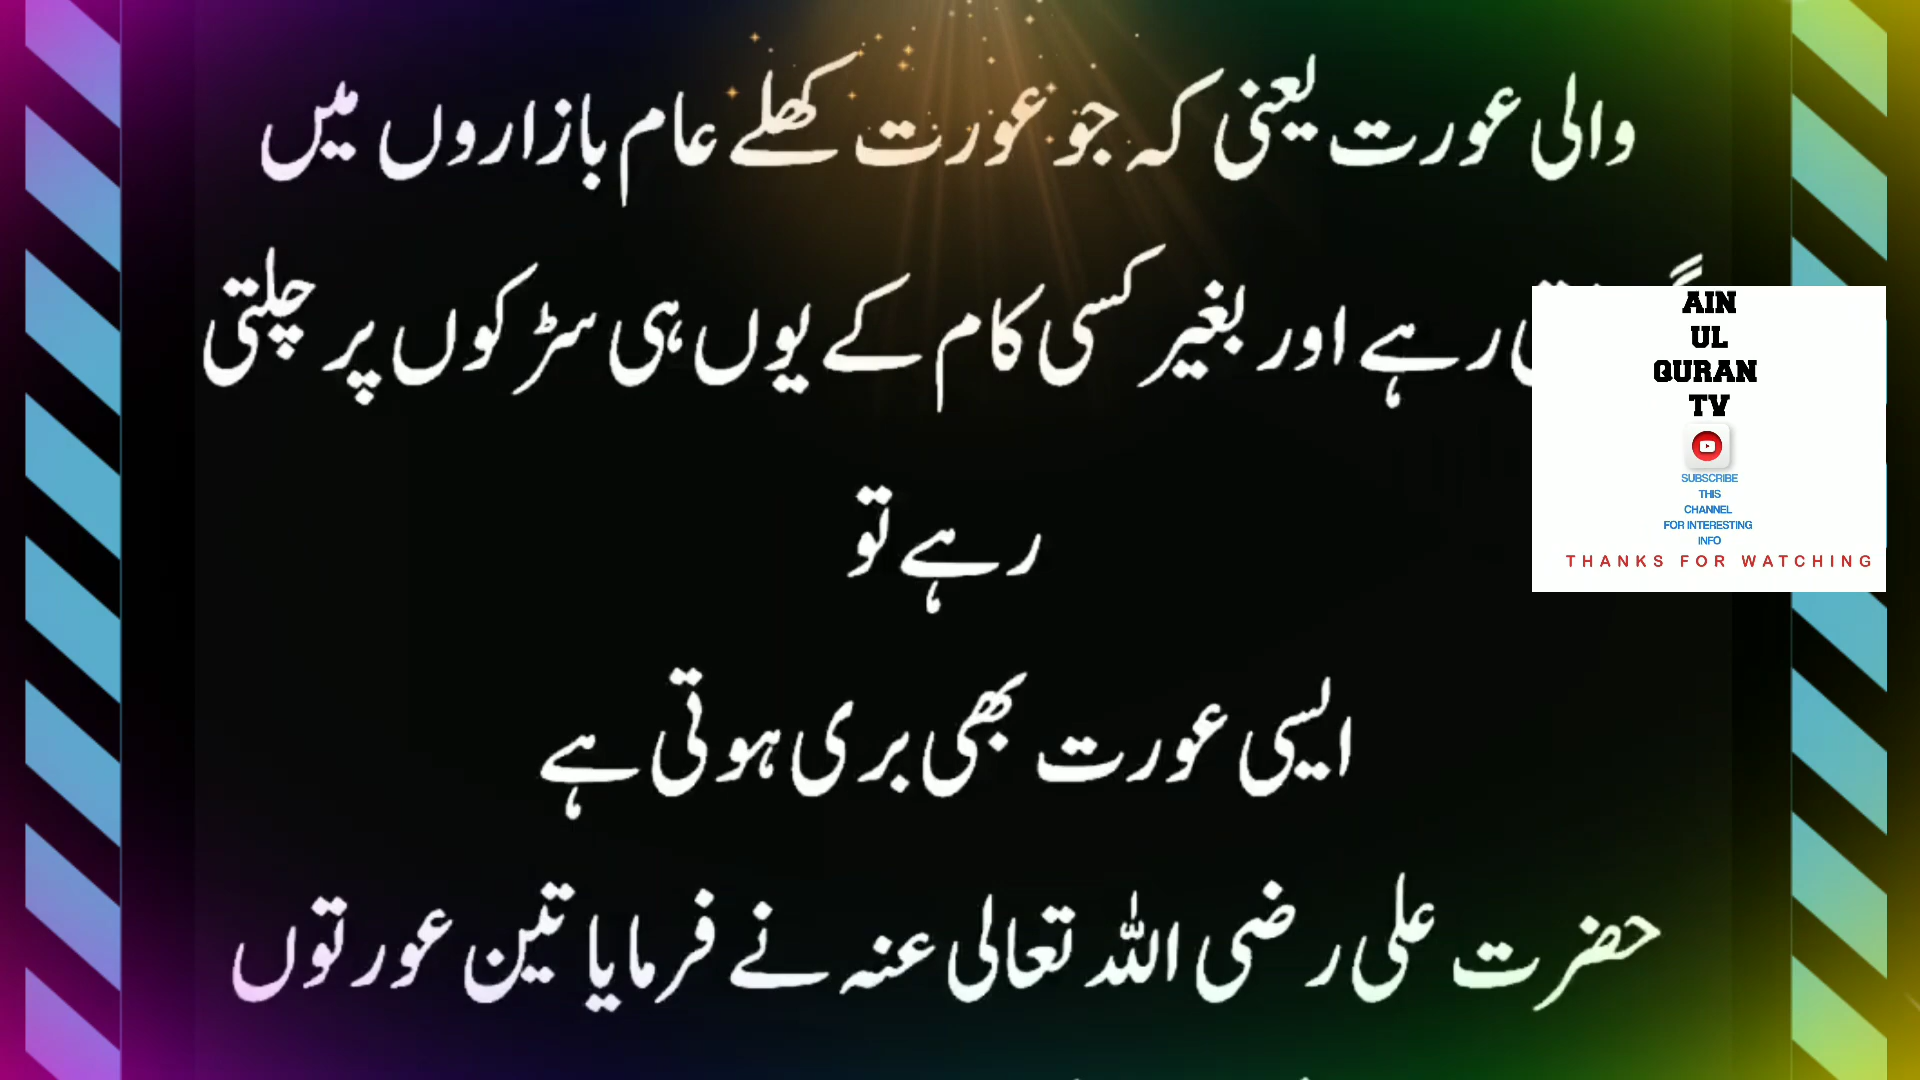 والی عورت یعنی کہ جو عورت کھلے عام بازاروں میں
رہے اور بغیر کسی کام کے یوں ہی سڑکوں پر چلتی
رہے تو
ایسی عورت بھی بری ہوتی ہے
حضرت علی رضی اللہ تعالی عنہ نے فرمایا تین عورتوں
AIN
UL
QURAN
TV
SUBSCRIBE
THIS
CHANNEL
FOR INTERESTING
INFO
THANKS FOR WATCHING